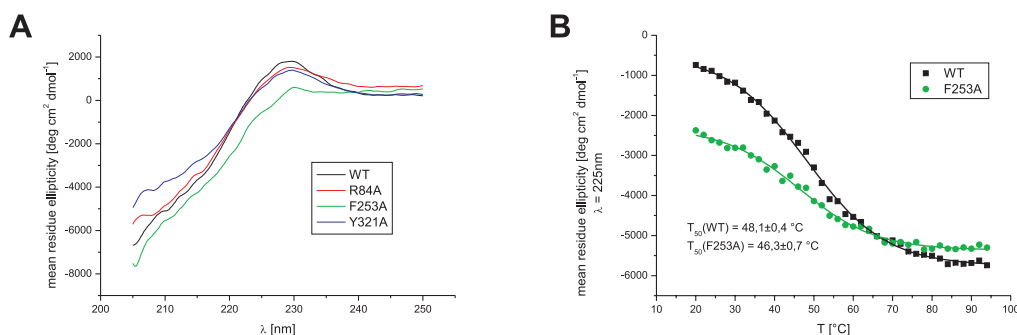 A
mean residue ellipticity [deg cm² dmol⁻¹]
2000
0
-2000
-4000
-6000
-8000
200
210
220
230
240
250
λ [nm]
WT
R84A
F253A
Y321A
B
mean residue ellipticity [deg cm² dmol⁻¹]
λ = 225nm
0
-1000
-2000
-3000
-4000
-5000
-6000
10
20
30
40
50
60
70
80
90
100
T [°C]
WT
F253A
T₅₀(WT) = 48,1±0,4 °C
T₅₀(F253A) = 46,3±0,7 °C